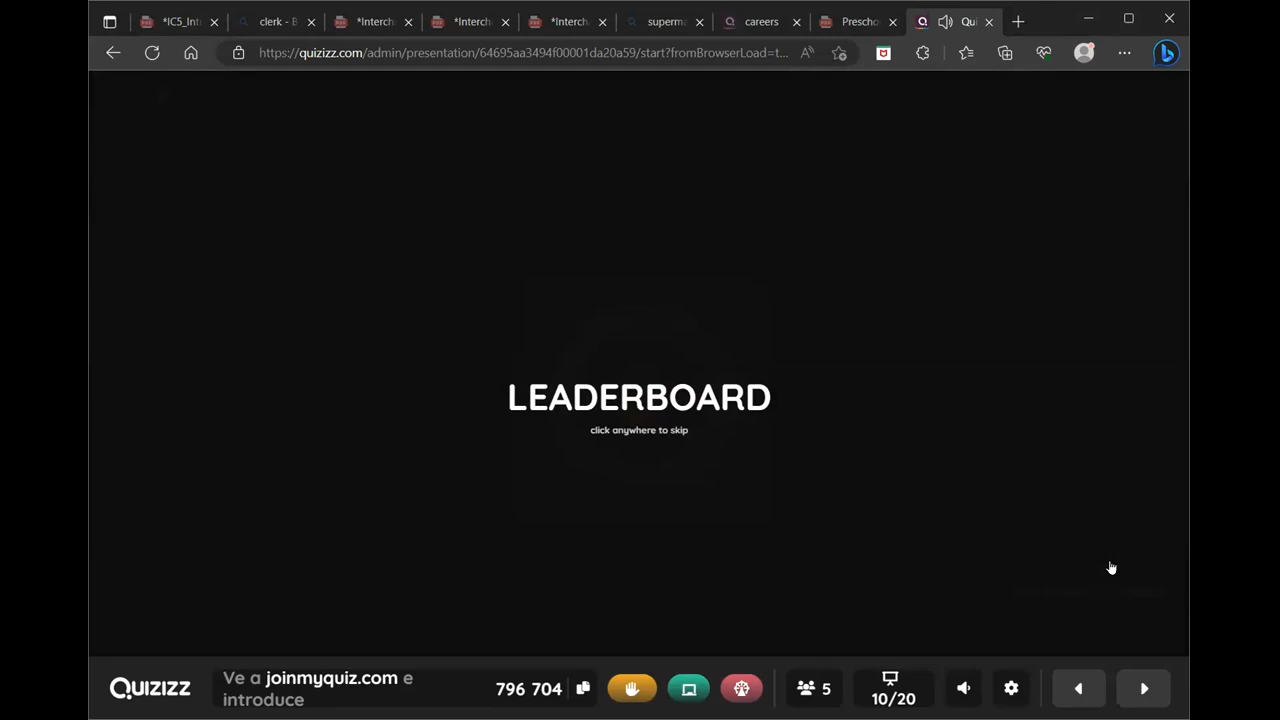 *IC5_Int
clerk - B
*Interch
*Interch
*Interch
superma
careers
Prescho
Qui
https://quizizz.com/admin/presentation/64695aa3494f00001da20a59/start?fromBrowserLoad=t...
LEADERBOARD
click anywhere to skip
Quizizz
Ve a joinmyquiz.com e
introduce
796 704
5
10/20